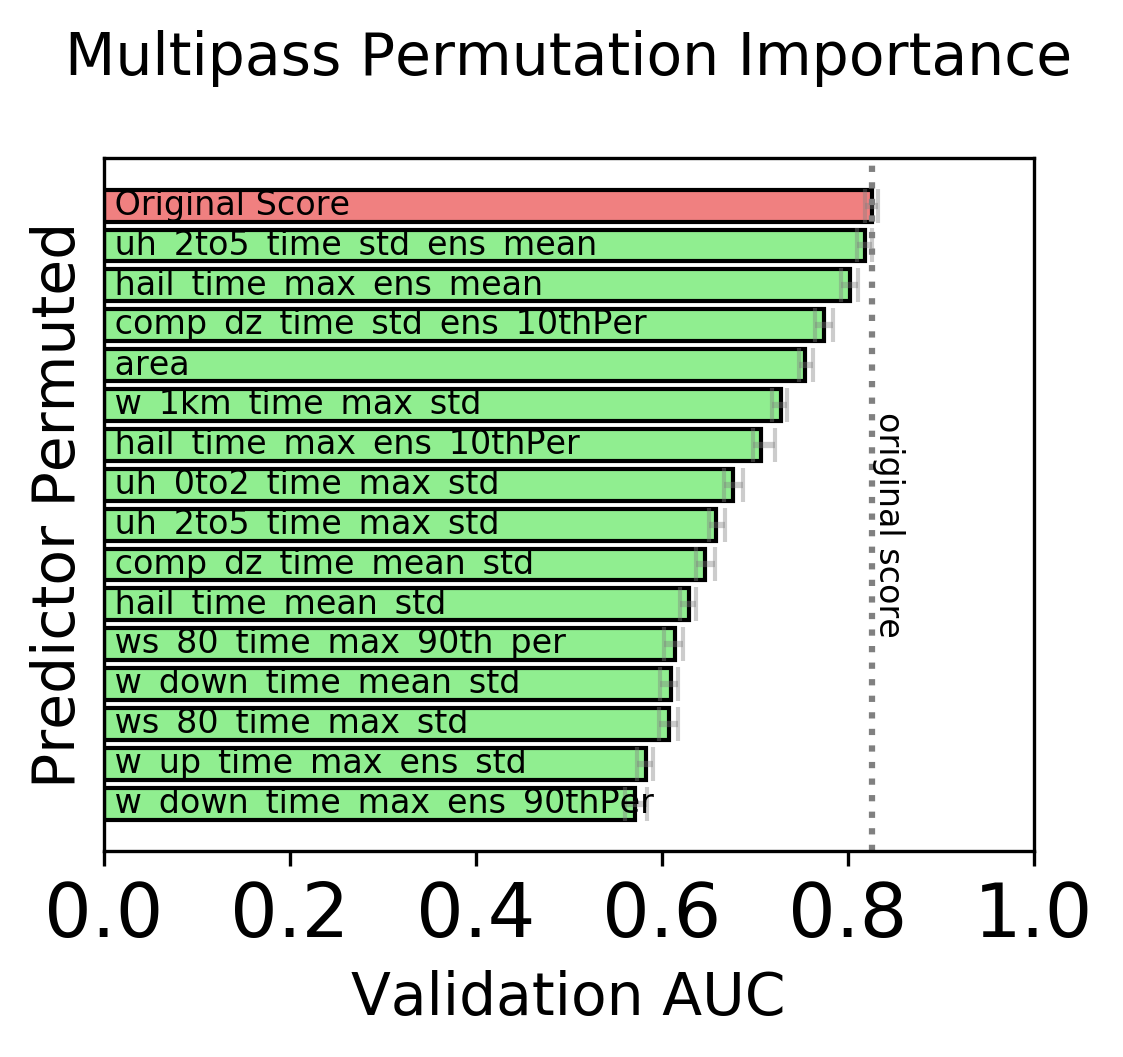 Multipass Permutation Importance
Predictor Permuted
Original Score
uh_2to5_time_std_ens_mean
hail_time_max_ens_mean
comp_dz_time_std_ens_10thPer
area
w_1km_time_max_std
hail_time_max_ens_10thPer
uh_0to2_time_max_std
uh_2to5_time_max_std
comp_dz_time_mean_std
hail_time_mean_std
ws_80_time_max_90th_per
w_down_time_mean_std
ws_80_time_max_std
w_up_time_max_ens_std
w_down_time_max_ens_90thPer
original score
0.0 0.2 0.4 0.6 0.8 1.0
Validation AUC